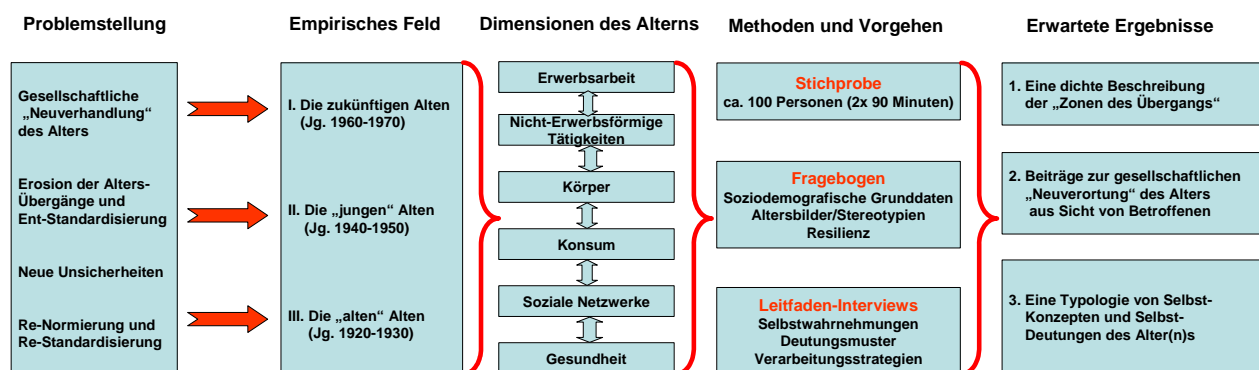 Problemstellung
Gesellschaftliche
„Neuverhandlung"
des Alters
Erosion der Alters-
Übergänge und
Ent-Standardisierung
Neue Unsicherheiten
Re-Normierung und
Re-Standardisierung
Empirisches Feld
I. Die zukünftigen Alten
(Jg. 1960-1970)
II. Die „jungen" Alten
(Jg. 1940-1950)
III. Die „alten" Alten
(Jg. 1920-1930)
Dimensionen des Alterns
Erwerbsarbeit
Nicht-Erwerbsförmige
Tätigkeiten
Körper
Konsum
Soziale Netzwerke
Gesundheit
Methoden und Vorgehen
Stichprobe
ca. 100 Personen (2x 90 Minuten)
Fragebogen
Soziodemografische Grunddaten
Altersbilder/Stereotypien
Resilienz
Leitfaden-Interviews
Selbstwahrnehmungen
Deutungsmuster
Verarbeitungsstrategien
Erwartete Ergebnisse
1. Eine dichte Beschreibung
der „Zonen des Übergangs"
2. Beiträge zur gesellschaftlichen
„Neuverortung" des Alters
aus Sicht von Betroffenen
3. Eine Typologie von Selbst-
Konzepten und Selbst-
Deutungen des Alter(n)s